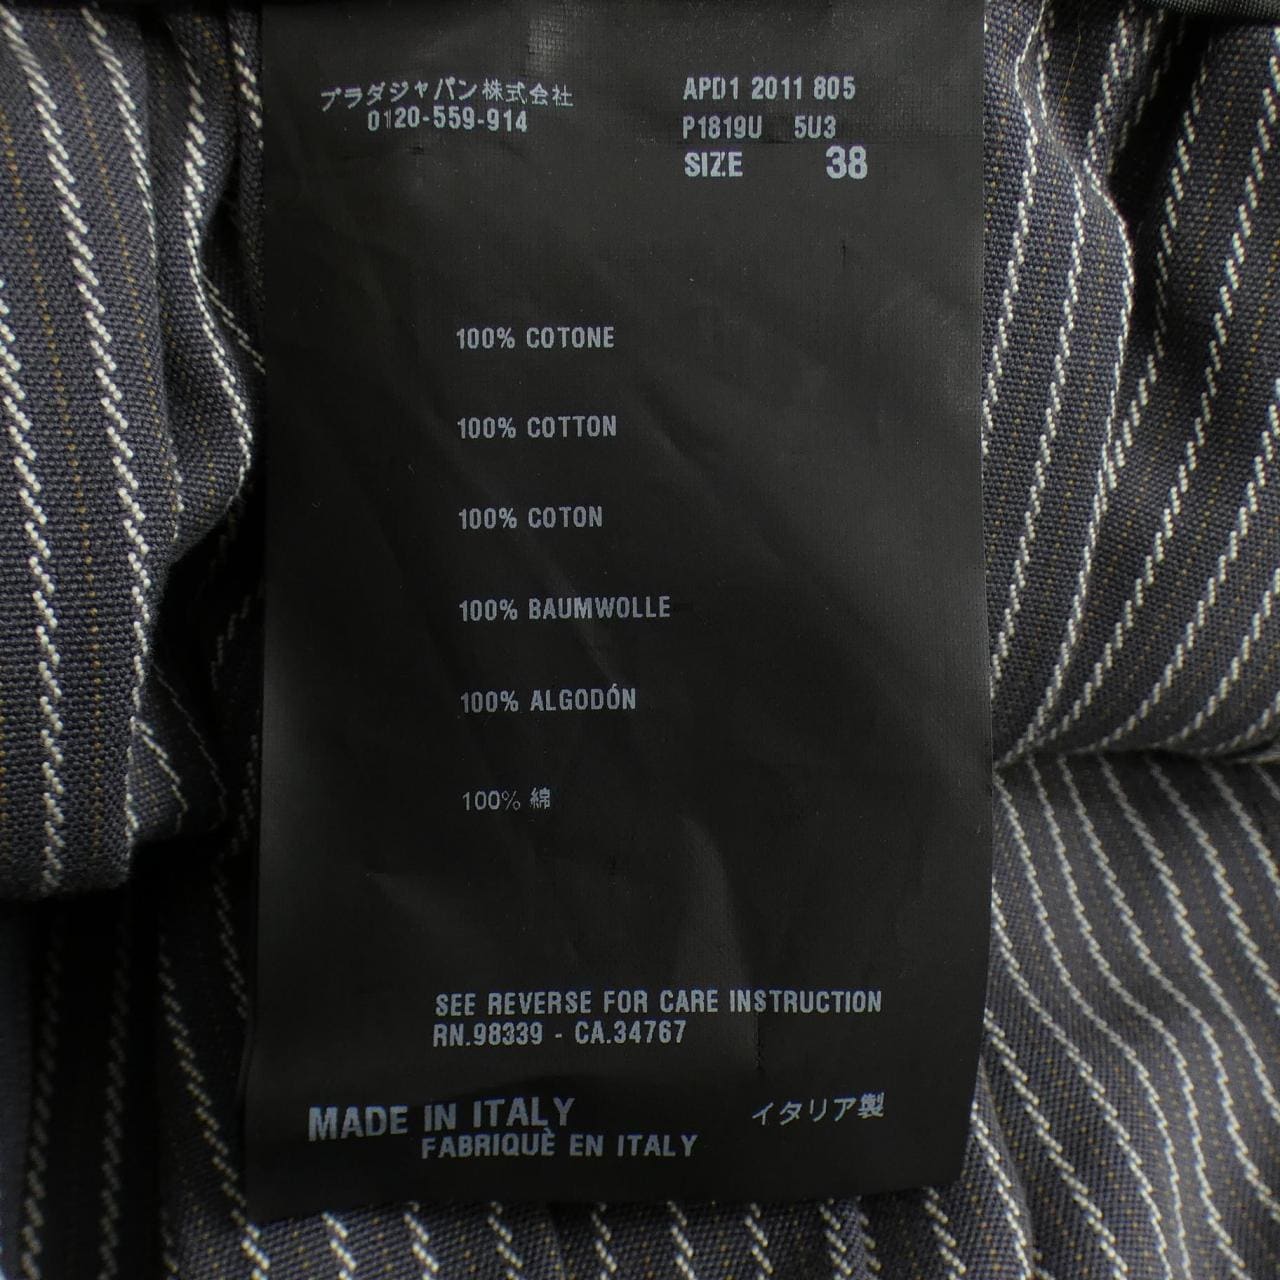 プラダジャパン株式会社
0120-559-914
APD1 2011 805
P1819U 5U3
SIZE 38
100% COTONE
100% COTTON
100% COTON
100% BAUMWOLLE
100% ALGODÓN
100% 綿
SEE REVERSE FOR CARE INSTRUCTION
RN.98339 - CA.34767
MADE IN ITALY
FABRIQUÈ EN ITALY
イタリア製